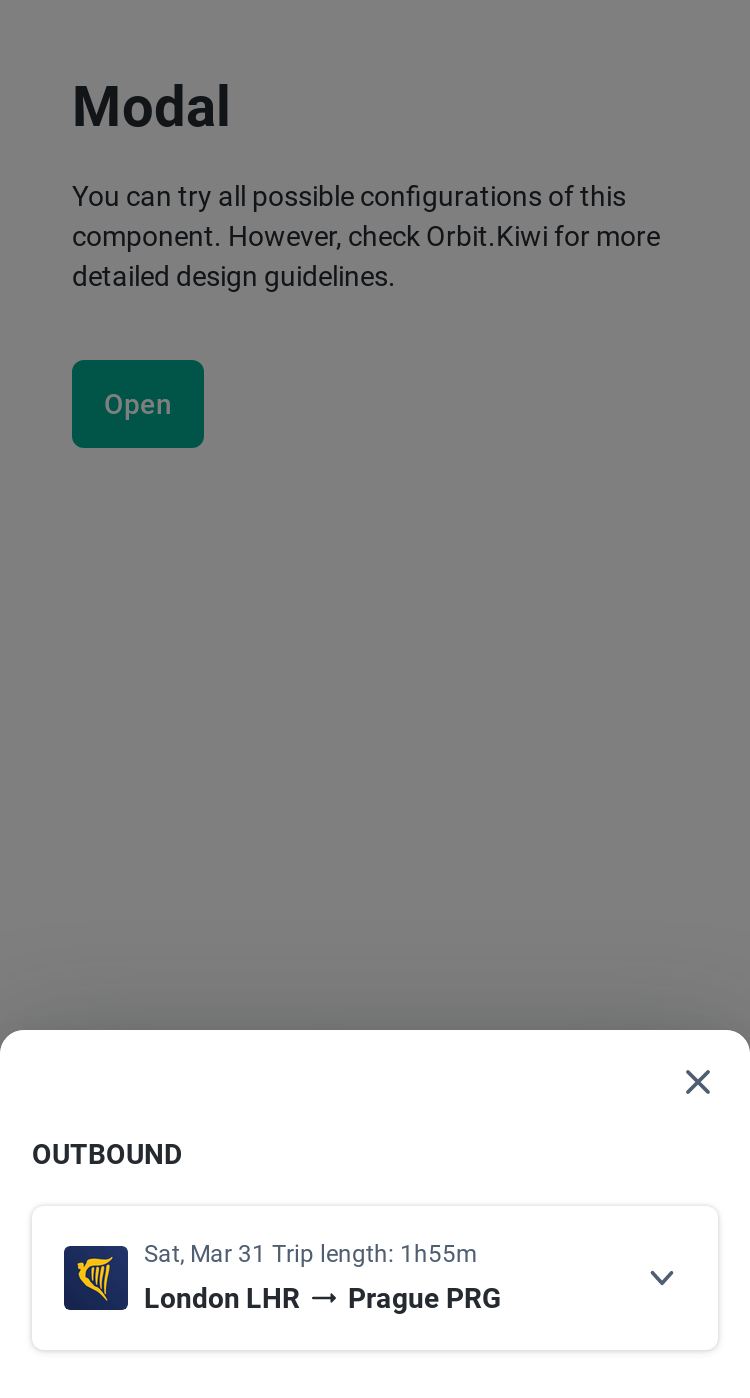 Modal
You can try all possible configurations of this
component. However, check Orbit.Kiwi for more
detailed design guidelines.
Open
OUTBOUND
Sat, Mar 31 Trip length: 1h55m
London LHR → Prague PRG